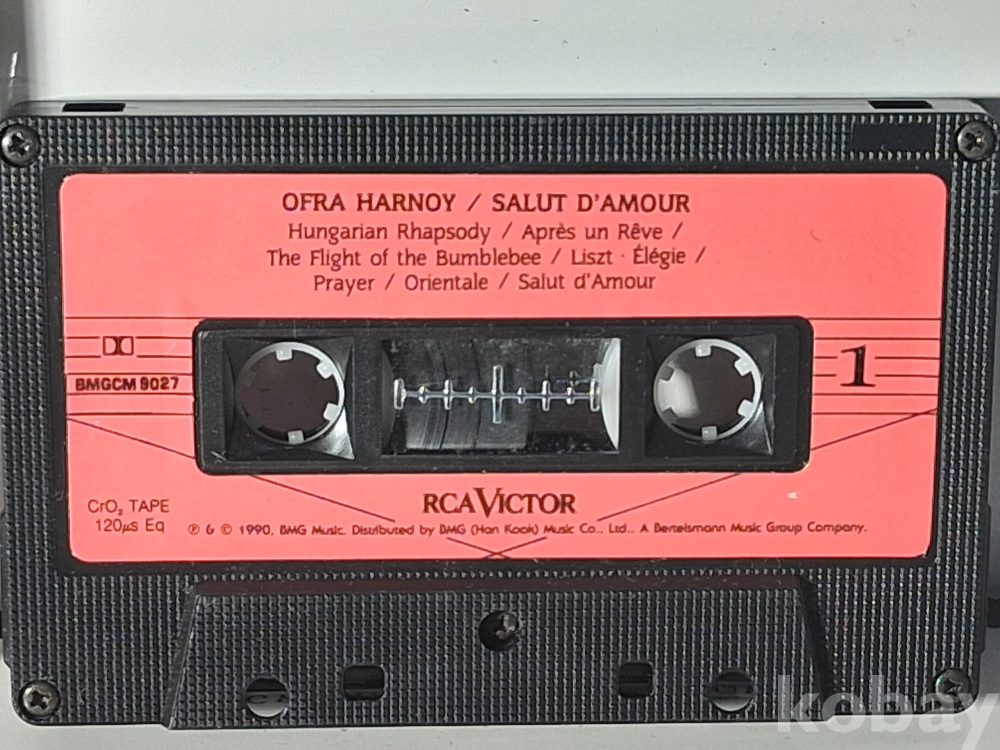 OFRA HARNOY / SALUT D'AMOUR
Hungarian Rhapsody / Après un Rêve /
The Flight of the Bumblebee / Liszt · Élégie /
Prayer / Orientale / Salut d'Amour
BMGCM 9027
1
RCA VICTOR
CrO₂ TAPE
120µs Eq
℗ & © 1990, BMG Music. Distributed by BMG (Han Kook) Music Co., Ltd., A Bertelsmann Music Group Company.
kobay